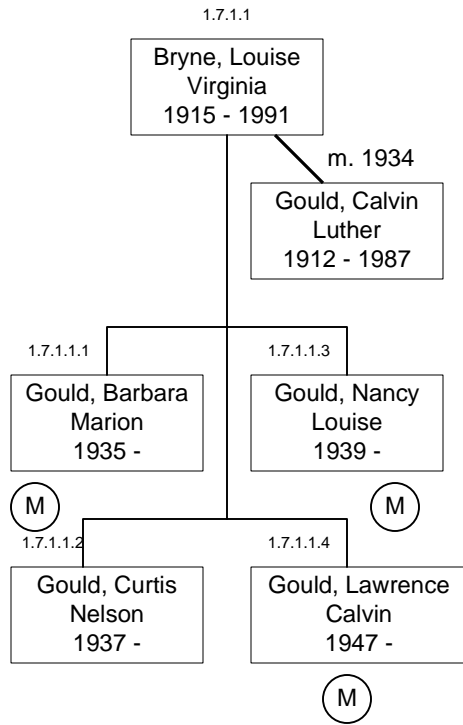 1.7.1.1
Bryne, Louise
Virginia
1915 - 1991
m. 1934
Gould, Calvin
Luther
1912 - 1987
1.7.1.1.1
Gould, Barbara
Marion
1935 -
M
1.7.1.1.3
Gould, Nancy
Louise
1939 -
M
1.7.1.1.2
Gould, Curtis
Nelson
1937 -
1.7.1.1.4
Gould, Lawrence
Calvin
1947 -
M